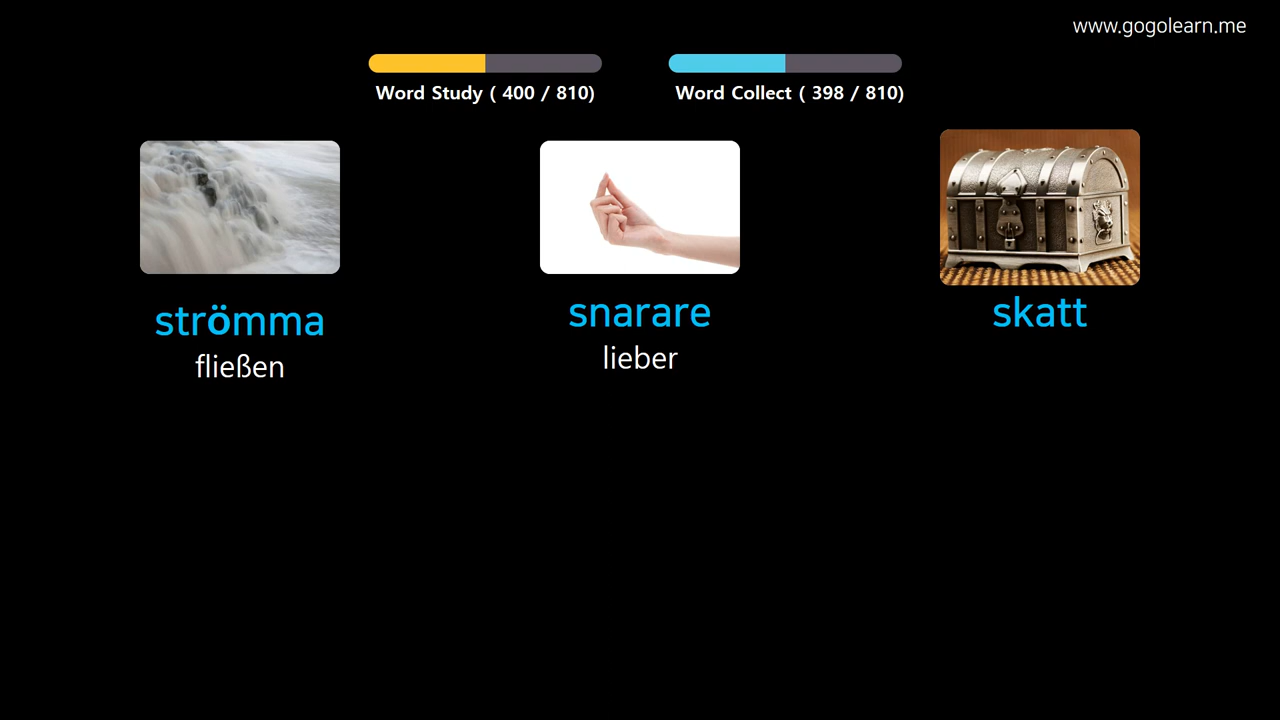 www.gogolearn.me
Word Study ( 400 / 810)
Word Collect ( 398 / 810)
strömma
fließen
snarare
lieber
skatt